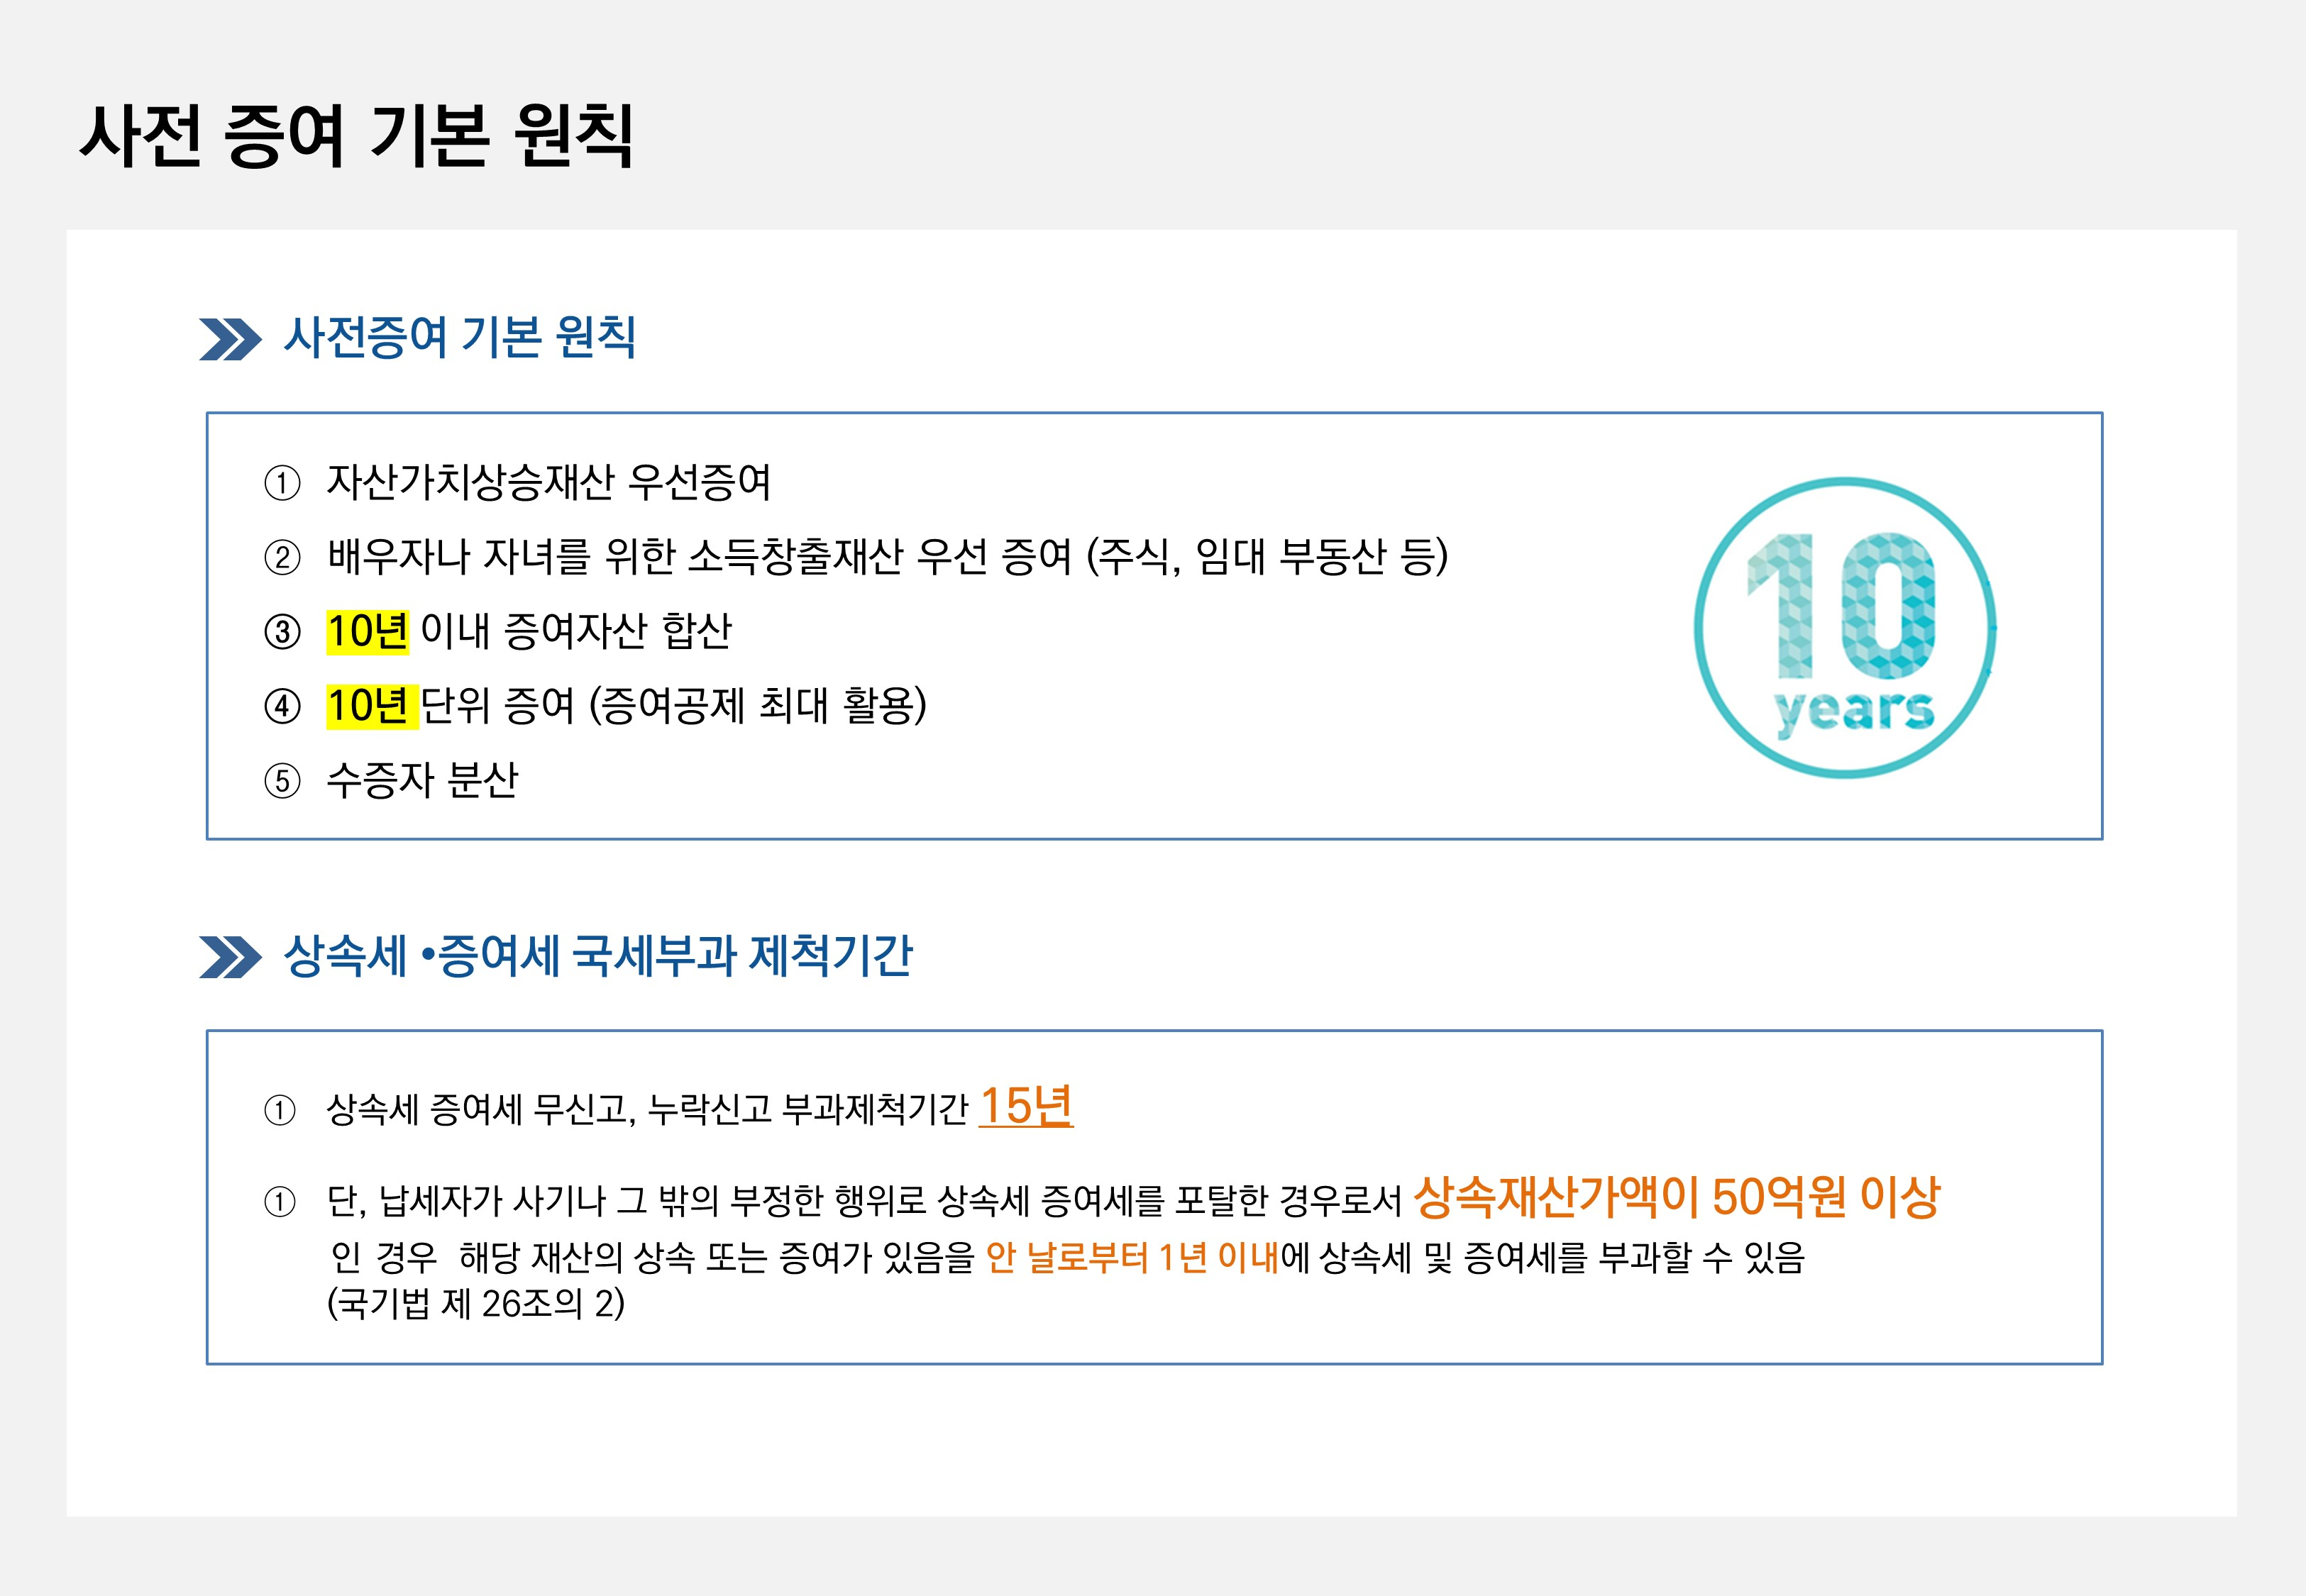 사전 증여 기본 원칙
사전증여 기본 원칙
① 자산가치상승재산 우선증여
② 배우자나 자녀를 위한 소득창출재산 우선 증여 (주식, 임대 부동산 등)
③ 10년 이내 증여자산 합산
④ 10년 단위 증여 (증여공제 최대 활용)
⑤ 수증자 분산
10
years
상속세 •증여세 국세부과 제척기간
① 상속세 증여세 무신고, 누락신고 부과제척기간 15년
① 단, 납세자가 사기나 그 밖의 부정한 행위로 상속세 증여세를 포탈한 경우로서 상속재산가액이 50억원 이상
인 경우 해당 재산의 상속 또는 증여가 있음을 안 날로부터 1년 이내에 상속세 및 증여세를 부과할 수 있음
(국기법 제 26조의 2)